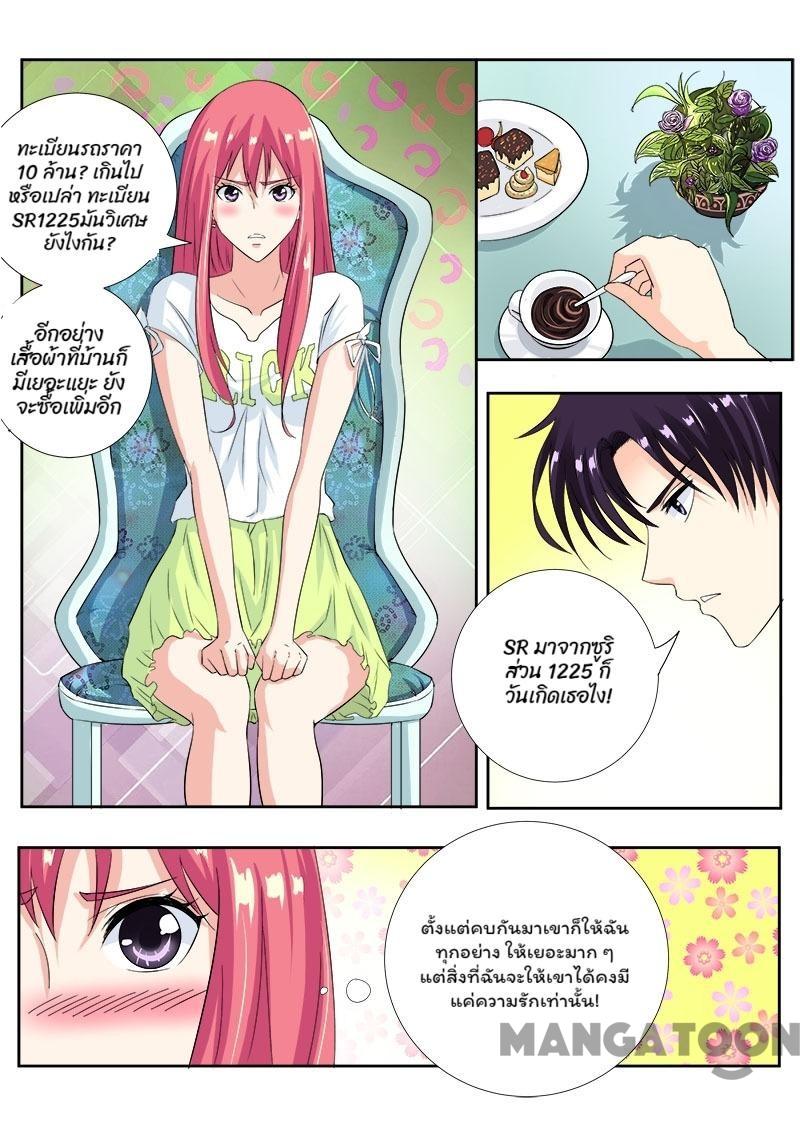 ทะเบียนรถราคา
10 ล้าน? เกินไป
หรือเปล่า ทะเบียน
SR1225มันวิเศษ
ยังไงกัน?
อีกอย่าง
เสื้อผ้าที่บ้านก็
มีเยอะแยะ ยัง
จะซื้อเพิ่มอีก
RICK
SR มาจากซูริ
ส่วน 1225 ก็
วันเกิดเธอไง!
ตั้งแต่คบกันมาเขาก็ให้ฉัน
ทุกอย่าง ให้เยอะมาก ๆ
แต่สิ่งที่ฉันจะให้เขาได้คงมี
แค่ความรักเท่านั้น!
MANGATOON